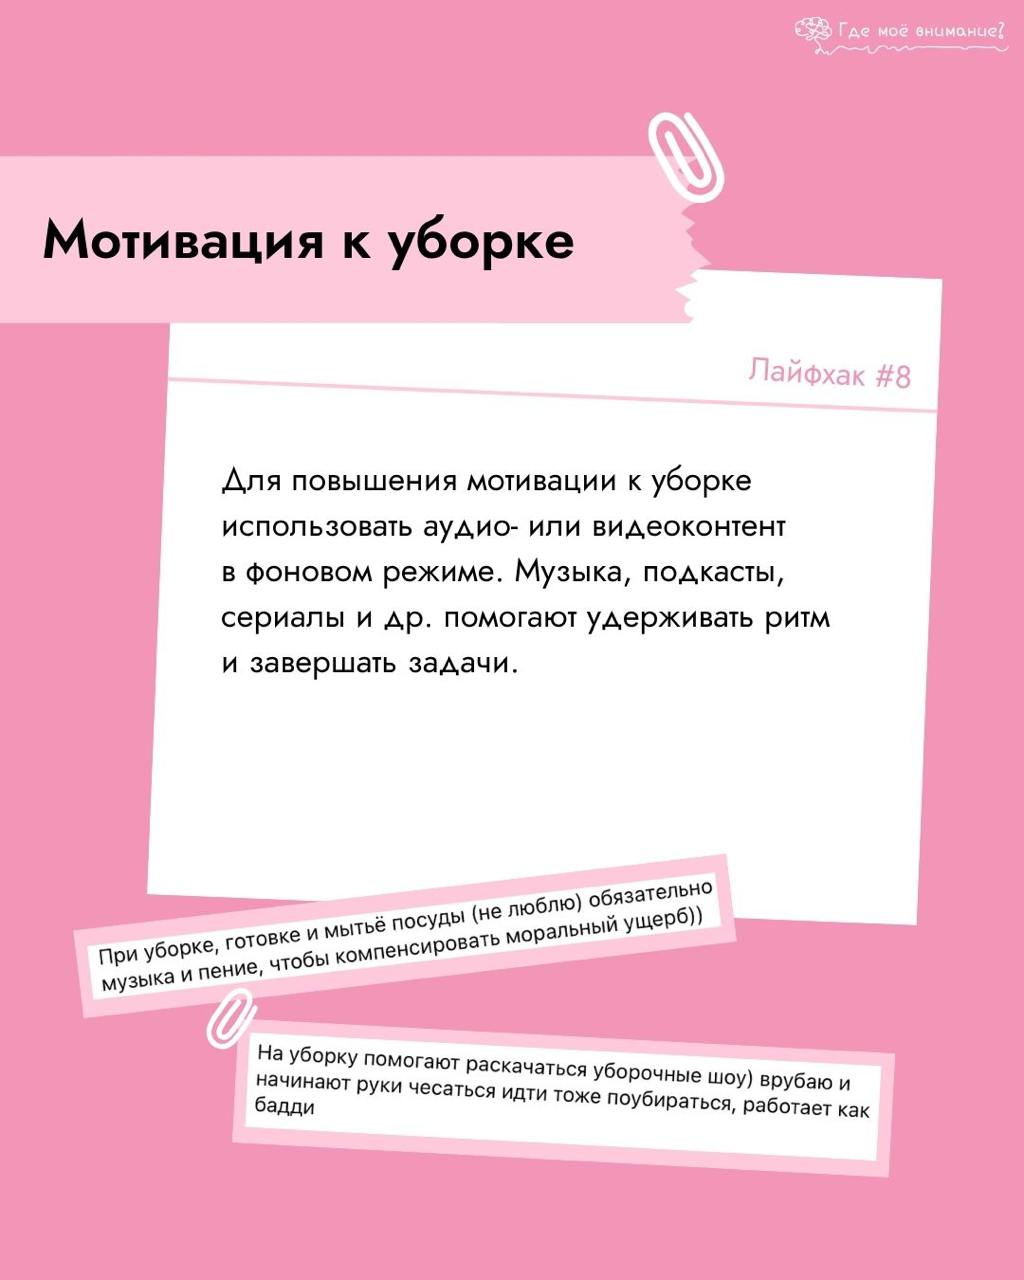 Где моё внимание?
Мотивация к уборке
Лайфхак #8
Для повышения мотивации к уборке
использовать аудио- или видеоконтент
в фоновом режиме. Музыка, подкасты,
сериалы и др. помогают удерживать ритм
и завершать задачи.
При уборке, готовке и мытьё посуды (не люблю) обязательно
музыка и пение, чтобы компенсировать моральный ущерб))
На уборку помогают раскачаться уборочные шоу) врубаю и
начинают руки чесаться идти тоже поубираться, работает как
бадди